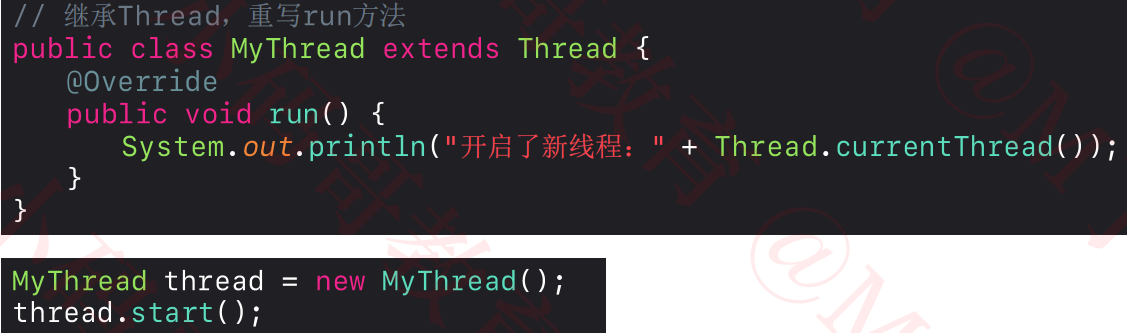 // 继承Thread，重写run方法
public class MyThread extends Thread {
@Override
public void run() {
System.out.println("开启了新线程：" + Thread.currentThread());
}
}
MyThread thread = new MyThread();
thread.start();